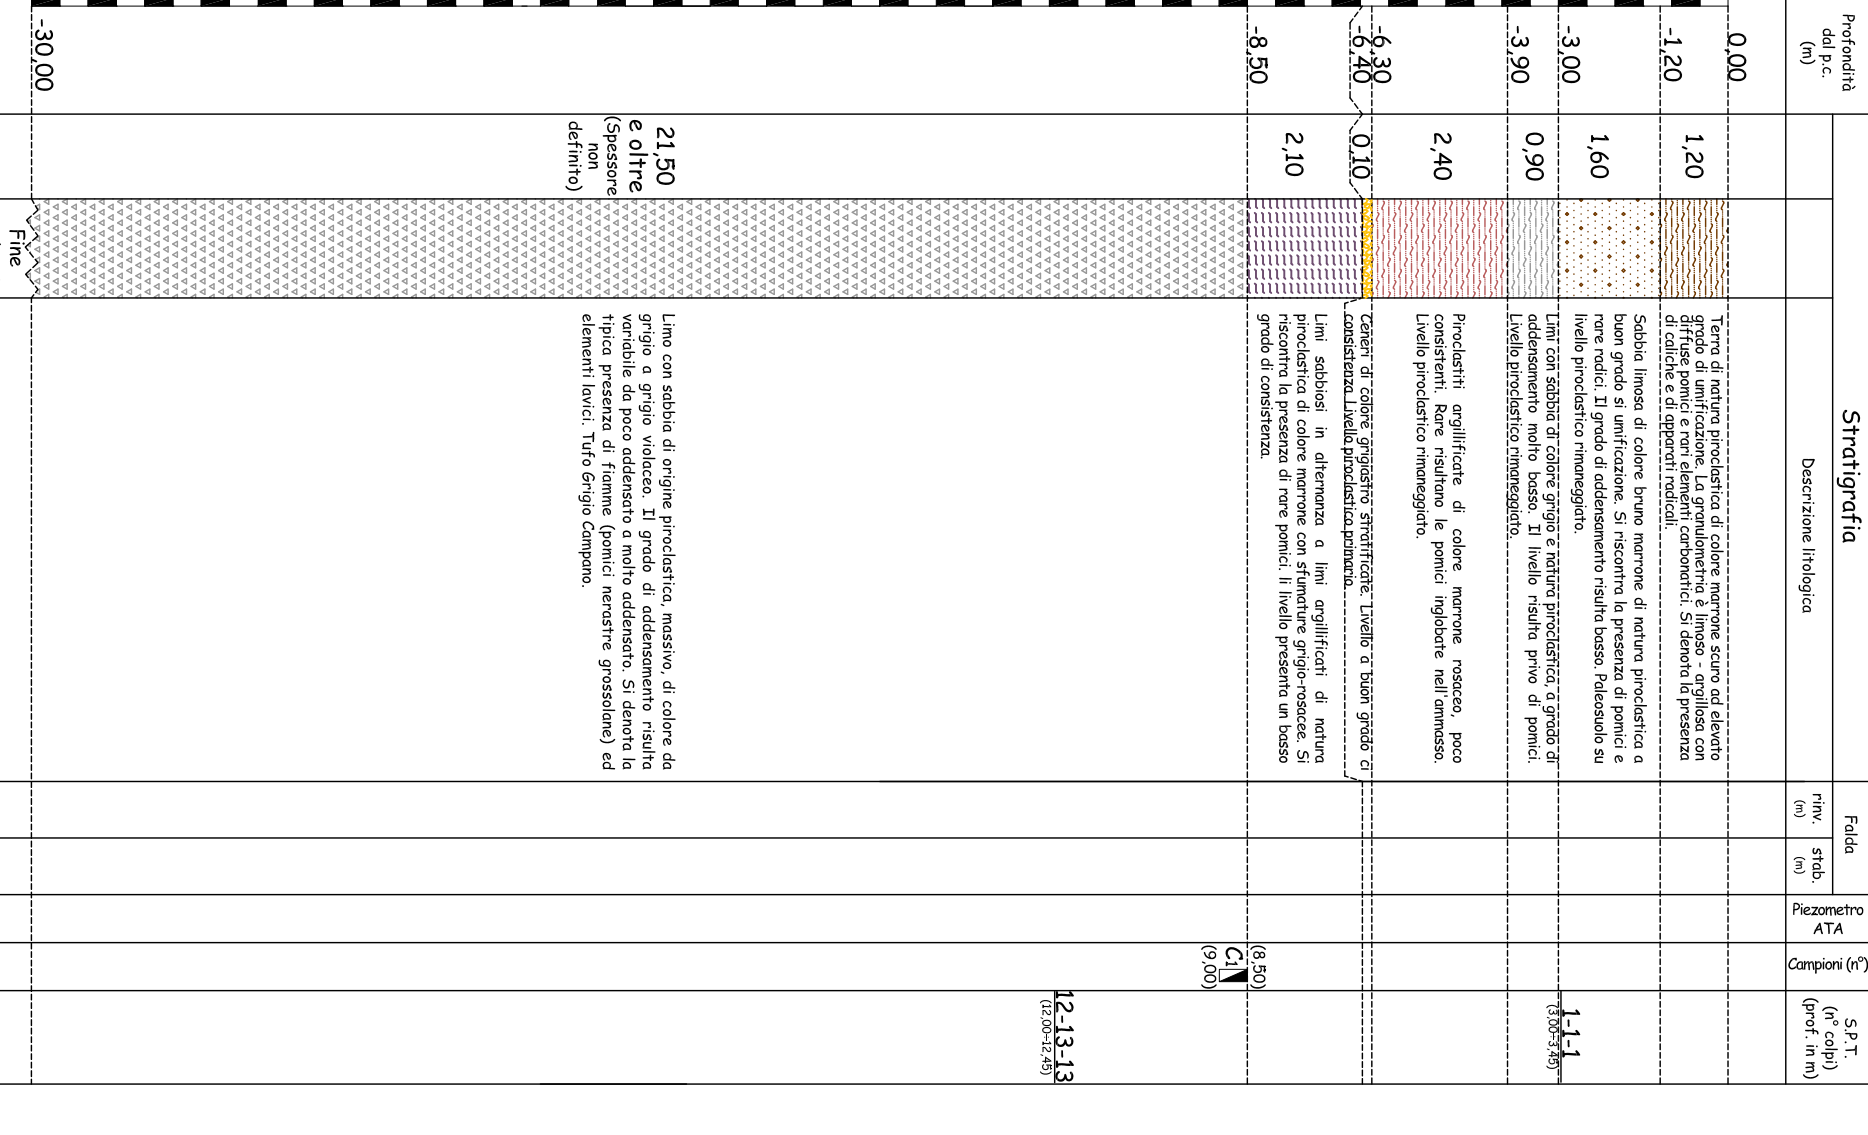 Stratigrafia
Falda
Profondità
dal p.c.
(m)
Descrizione litologica
rinv.
(m)
stab.
(m)
Piezometro
ATA
Campioni (n°)
S.P.T.
(n° colpi)
(prof. in m)
0,00
1,20
Terra di natura piroclastica di colore marrone scuro ad elevato
grado di umificazione. La granulometria è limoso - argillosa con
diffuse pomici e rari elementi carbonatici. Si denota la presenza
di caliche e di apparati radicali.
-1,20
1,60
Sabbia limosa di colore bruno marrone di natura piroclastica a
buon grado si umificazione. Si riscontra la presenza di pomici e
rare radici. Il grado di addensamento risulta basso. Paleosuolo su
livello piroclastico rimaneggiato.
-3,00
1-1-1
(3,00÷3,45)
0,90
Limi con sabbia di colore grigio e natura piroclastica, a grado di
addensamento molto basso. Il livello risulta privo di pomici.
Livello piroclastico rimaneggiato.
-3,90
2,40
Piroclastiti argillificate di colore marrone rosaceo, poco
consistenti. Rare risultano le pomici inglobate nell'ammasso.
Livello piroclastico rimaneggiato.
-6,30
0,10
Ceneri di colore grigiastro stratificate. Livello a buon grado ci
consistenza Livello piroclastico primario.
-6,40
2,10
Limi sabbiosi in alternanza a limi argillificati di natura
piroclastica di colore marrone con sfumature grigio-rosacee. Si
riscontra la presenza di rare pomici. Il livello presenta un basso
grado di consistenza.
-8,50
(8,50)
C1
(9,00)
12-13-13
(12,00÷12,45)
21,50
e oltre
(Spessore
non
definito)
Limo con sabbia di origine piroclastica, massivo, di colore da
grigio a grigio violaceo. Il grado di addensamento risulta
variabile da poco addensato a molto addensato. Si denota la
tipica presenza di fiamme (pomici nerastre grossolane) ed
elementi lavici. Tufo Grigio Campano.
-30,00
Fine